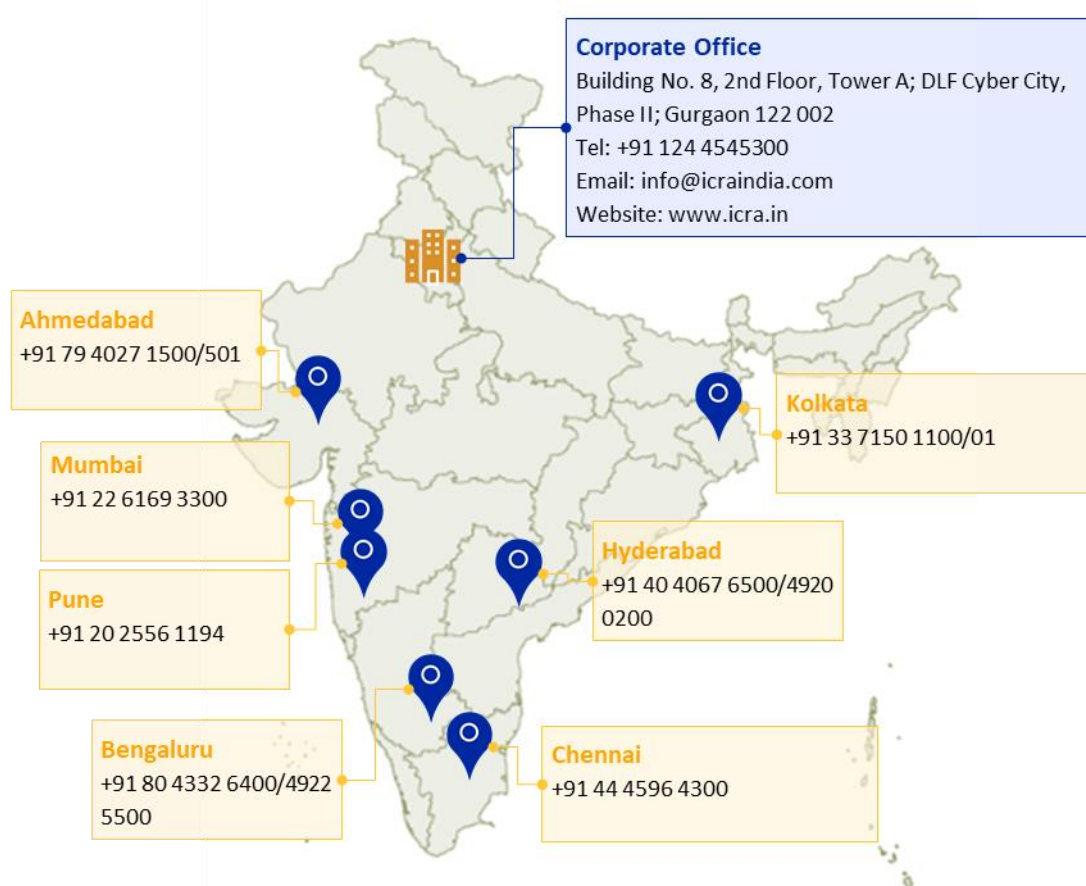 Corporate Office
Building No. 8, 2nd Floor, Tower A; DLF Cyber City,
Phase II; Gurgaon 122 002
Tel: +91 124 4545300
Email: info@icraindia.com
Website: www.icra.in
Ahmedabad
+91 79 4027 1500/501
Kolkata
+91 33 7150 1100/01
Mumbai
+91 22 6169 3300
Hyderabad
+91 40 4067 6500/4920
0200
Pune
+91 20 2556 1194
Bengaluru
+91 80 4332 6400/4922
5500
Chennai
+91 44 4596 4300